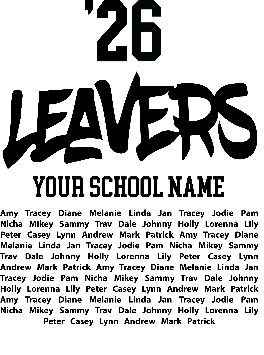 '26
LEAVERS
YOUR SCHOOL NAME
Amy Tracey Diane Melanie Linda Jan Tracey Jodie Pam
Nicha Mikey Sammy Trav Dale Johnny Holly Lorenna Lily
Peter Casey Lynn Andrew Mark Patrick Amy Tracey Diane
Melanie Linda Jan Tracey Jodie Pam Nicha Mikey Sammy
Trav Dale Johnny Holly Lorenna Lily Peter Casey Lynn
Andrew Mark Patrick Amy Tracey Diane Melanie Linda Jan
Tracey Jodie Pam Nicha Mikey Sammy Trav Dale Johnny
Holly Lorenna Lily Peter Casey Lynn Andrew Mark Patrick
Amy Tracey Diane Melanie Linda Jan Tracey Jodie Pam
Nicha Mikey Sammy Trav Dale Johnny Holly Lorenna Lily
Peter Casey Lynn Andrew Mark Patrick